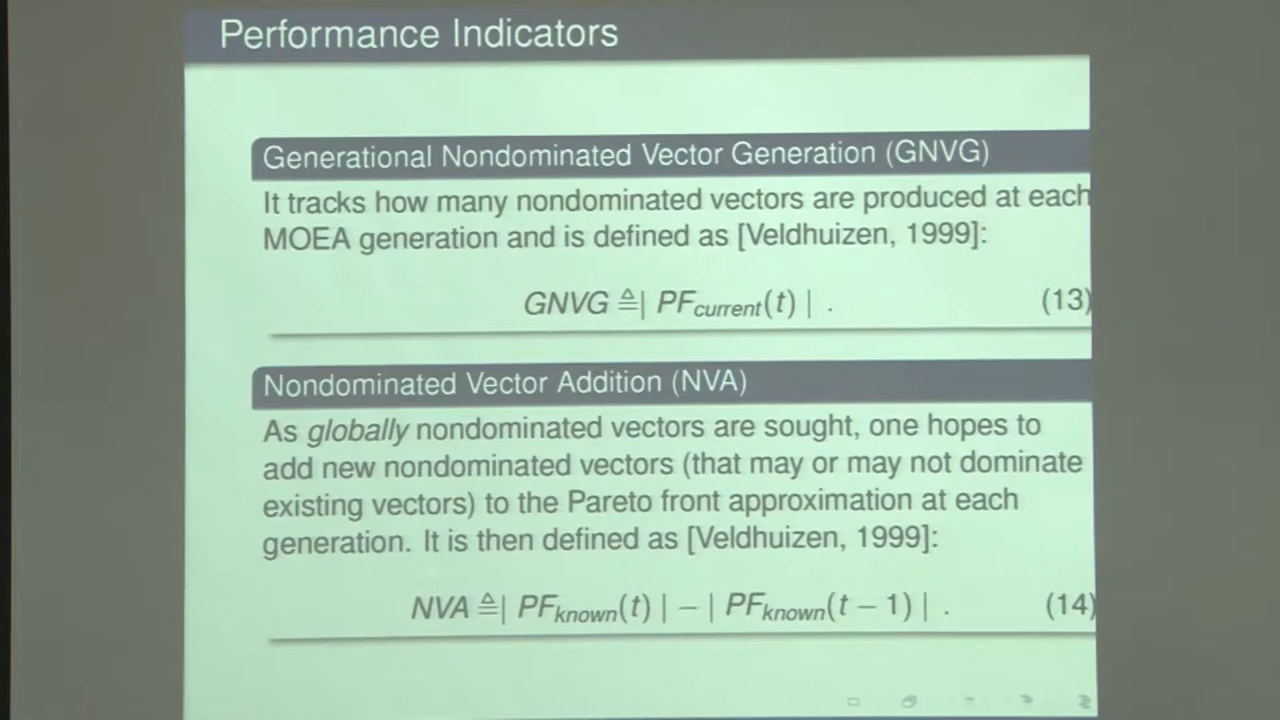 Performance Indicators
Generational Nondominated Vector Generation (GNVG)
It tracks how many nondominated vectors are produced at each
MOEA generation and is defined as [Veldhuizen, 1999]:
GNVG ≜| PFcurrent(t) | . (13)
Nondominated Vector Addition (NVA)
As globally nondominated vectors are sought, one hopes to
add new nondominated vectors (that may or may not dominate
existing vectors) to the Pareto front approximation at each
generation. It is then defined as [Veldhuizen, 1999]:
NVA ≜| PFknown(t) | − | PFknown(t − 1) | . (14)